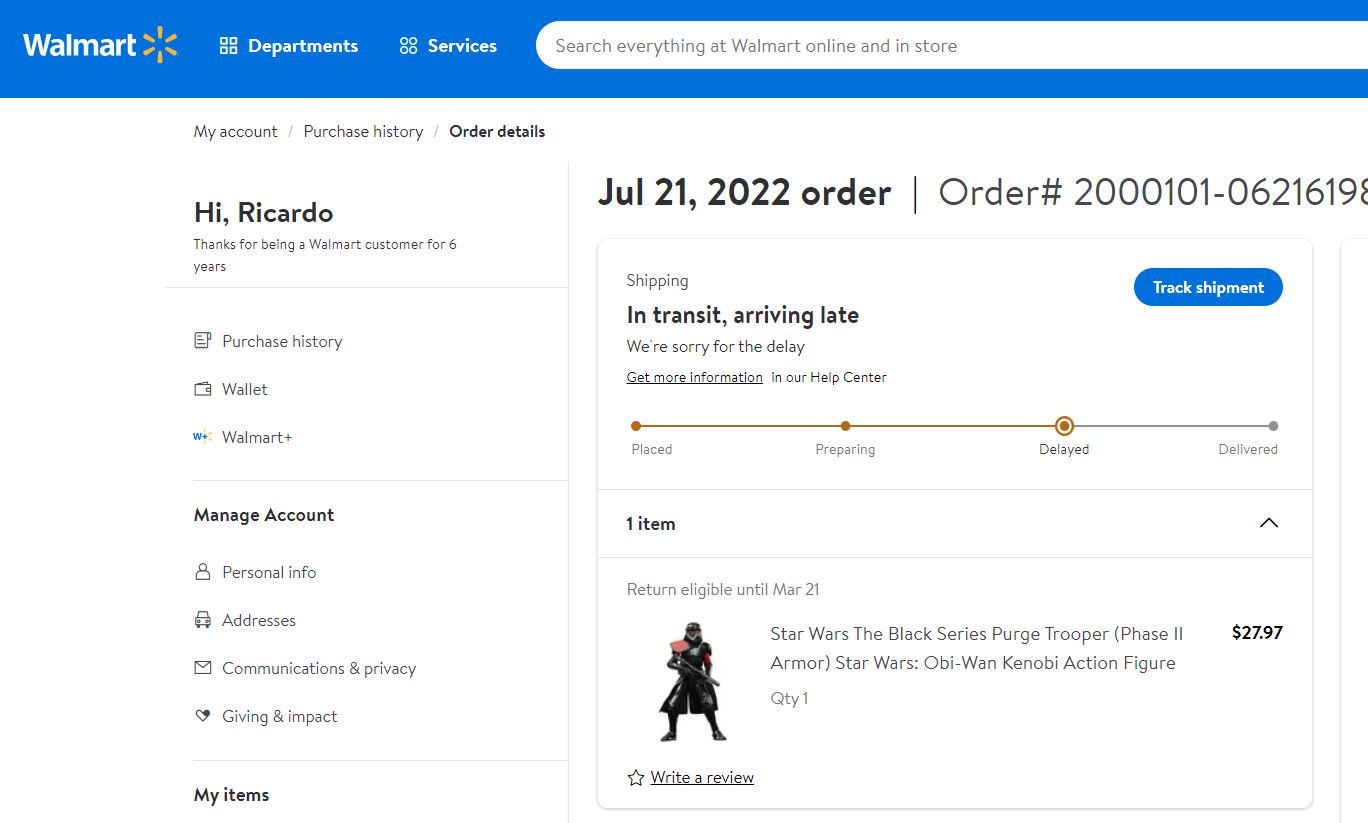 Walmart
Departments
Services
Search everything at Walmart online and in store
My account / Purchase history / Order details
Hi, Ricardo
Thanks for being a Walmart customer for 6
years
Purchase history
Wallet
W+ Walmart+
Manage Account
Personal info
Addresses
Communications & privacy
Giving & impact
My items
Jul 21, 2022 order | Order# 2000101-06216198
Shipping
Track shipment
In transit, arriving late
We're sorry for the delay
Get more information in our Help Center
Placed
Preparing
Delayed
Delivered
1 item
Return eligible until Mar 21
Star Wars The Black Series Purge Trooper (Phase II
Armor) Star Wars: Obi-Wan Kenobi Action Figure
$27.97
Qty 1
Write a review